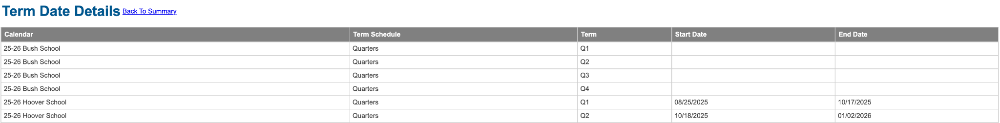 Term Date Details Back To Summary
Calendar Term Schedule Term Start Date End Date
25-26 Bush School Quarters Q1
25-26 Bush School Quarters Q2
25-26 Bush School Quarters Q3
25-26 Bush School Quarters Q4
25-26 Hoover School Quarters Q1 08/25/2025 10/17/2025
25-26 Hoover School Quarters Q2 10/18/2025 01/02/2026